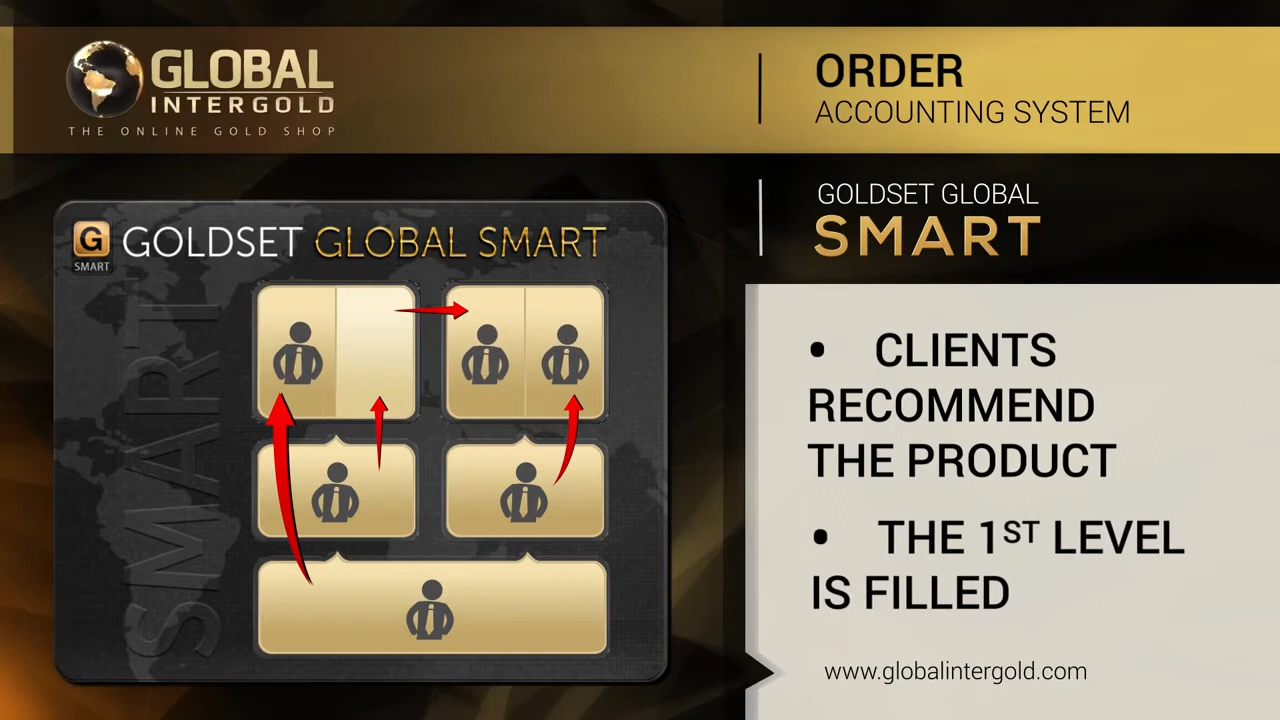 GLOBAL
INTERGOLD
THE ONLINE GOLD SHOP
ORDER
ACCOUNTING SYSTEM
GOLDSET GLOBAL
SMART
G
SMART
GOLDSET GLOBAL SMART
SMART
• CLIENTS
RECOMMEND
THE PRODUCT
• THE 1ST LEVEL
IS FILLED
www.globalintergold.com